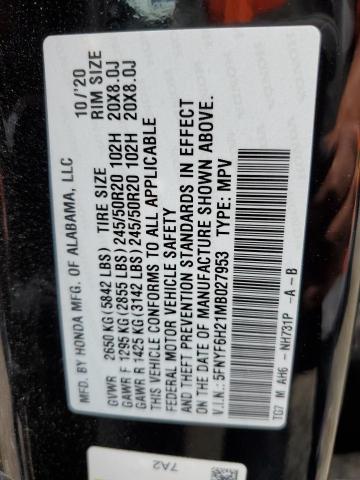 MFD. BY HONDA MFG. OF ALABAMA, LLC 10/'20
TIRE SIZE RIM SIZE
GVWR 2650 KG (5842 LBS)
GAWR F 1295 KG (2855 LBS) 245/50R20 102H 20X8.0J
GAWR R 1425 KG (3142 LBS) 245/50R20 102H 20X8.0J
THIS VEHICLE CONFORMS TO ALL APPLICABLE
FEDERAL MOTOR VEHICLE SAFETY
AND THEFT PREVENTION STANDARDS IN EFFECT
ON THE DATE OF MANUFACTURE SHOWN ABOVE.
V.I.N.: 5FNYF6H21MB027953 TYPE: MPV
TG7 M AH6 - NH731P -A-B
7A2